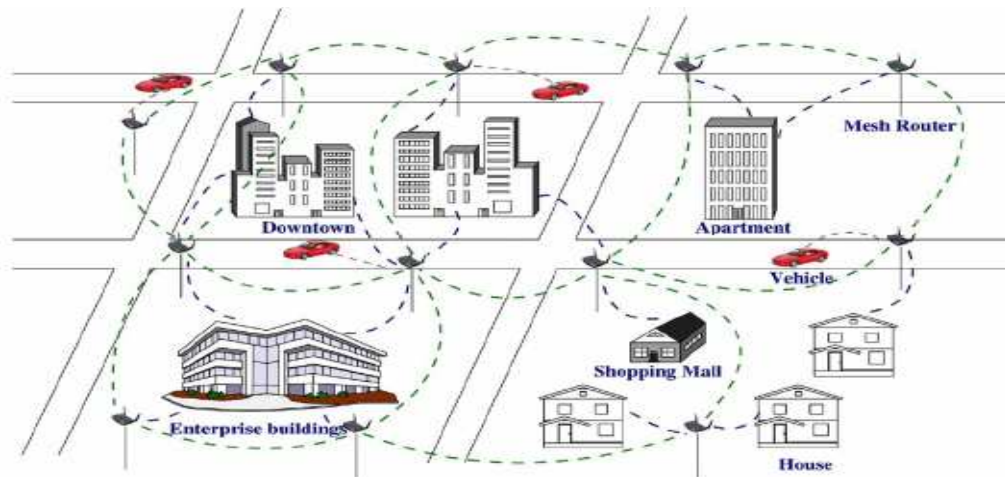 Mesh Router
Downtown
Apartment
Vehicle
Shopping Mall
Enterprise buildings
House